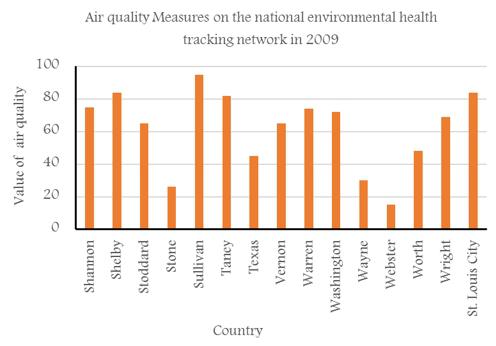 Air quality Measures on the national environmental health
tracking network in 2009
Value of air quality
100
80
60
40
20
0
Shannon
Shelby
Stoddard
Stone
Sullivan
Taney
Texas
Vernon
Warren
Washington
Wayne
Webster
Worth
Wright
St. Louis City
Country